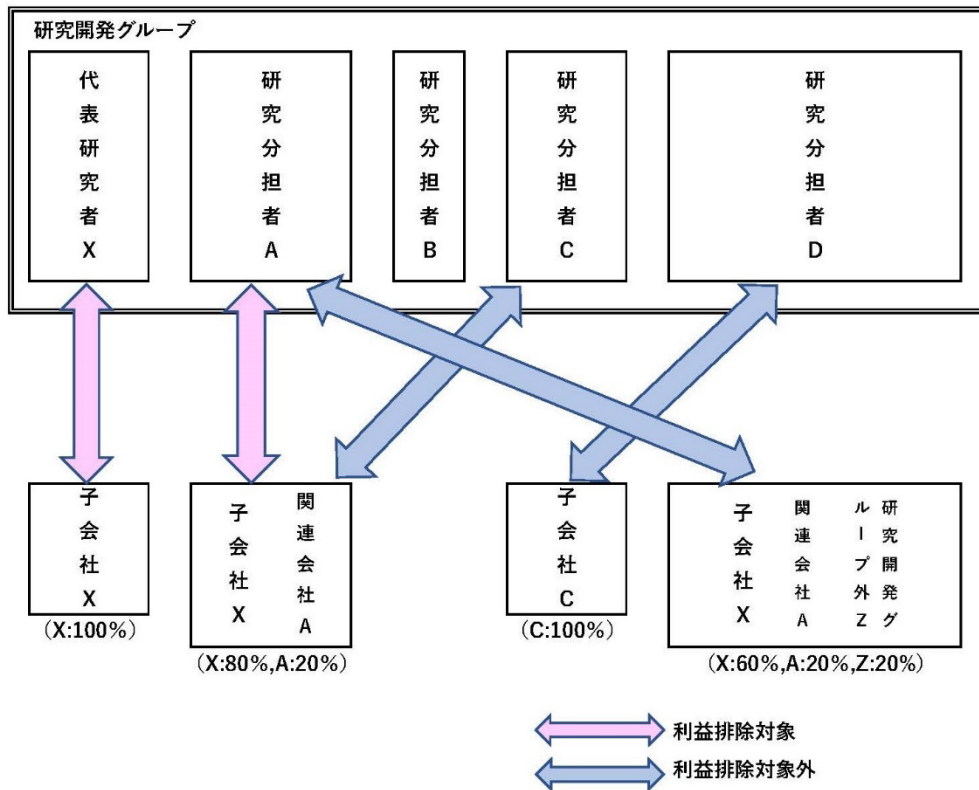 研究開発グループ
代表研究者X
研究分担者A
研究分担者B
研究分担者C
研究分担者D
子会社X
子会社X
関連会社A
子会社C
子会社X
関連会社A
研究開発グ
ループ外Z
(X:100%)
(X:80%,A:20%)
(C:100%)
(X:60%,A:20%,Z:20%)
利益排除対象
利益排除対象外